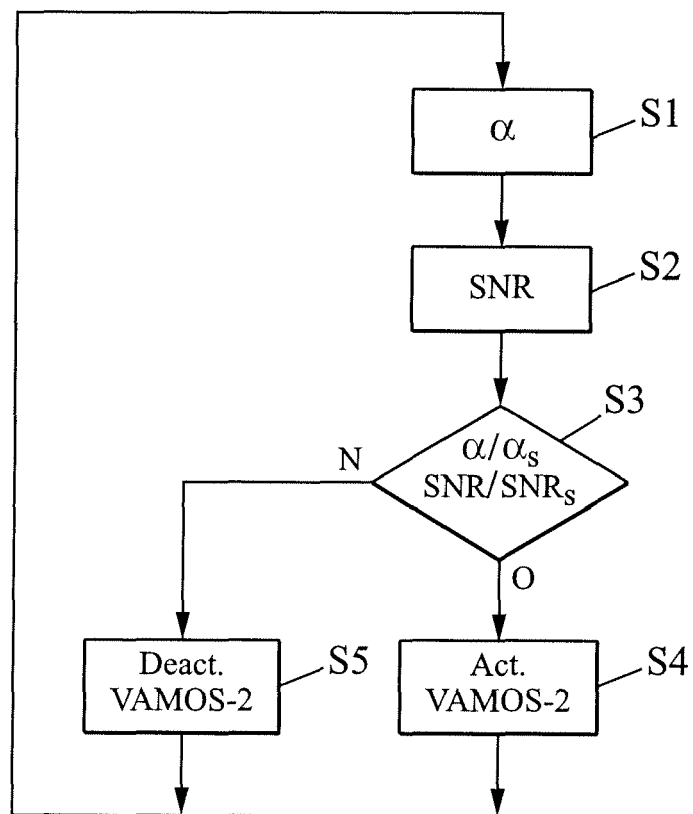 α
S1
SNR
S2
S3
α/αs
SNR/SNRs
N
O
Deact.
VAMOS-2
S5
Act.
VAMOS-2
S4